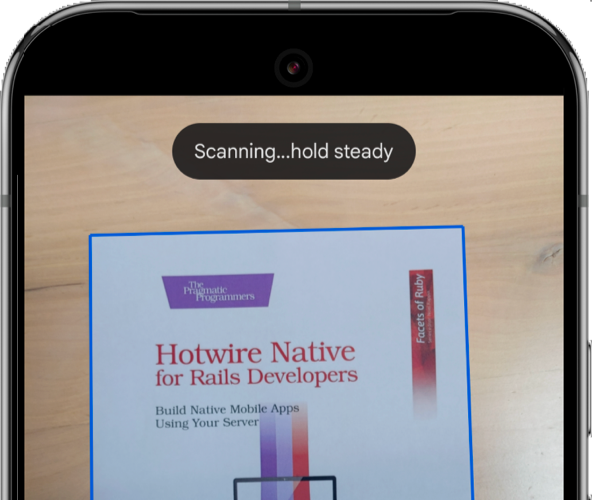 Scanning...hold steady
The
Pragmatic
Programmers
Facets of Ruby
Hotwire Native
for Rails Developers
Build Native Mobile Apps
Using Your Server